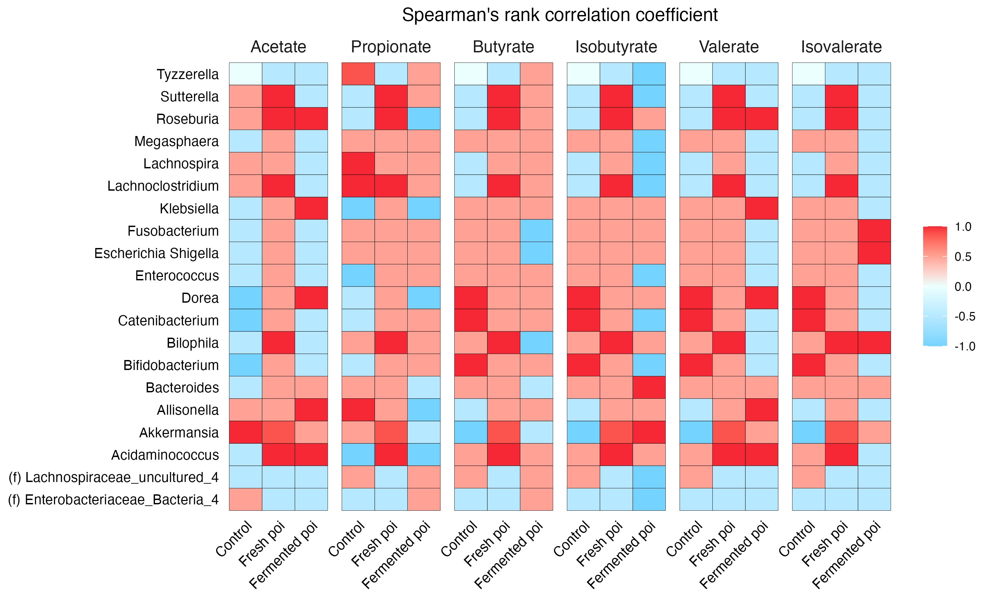 Spearman's rank correlation coefficient
Acetate Propionate Butyrate Isobutyrate Valerate Isovalerate
Tyzzerella
Sutterella
Roseburia
Megasphaera
Lachnospira
Lachnoclostridium
Klebsiella
Fusobacterium
Escherichia Shigella
Enterococcus
Dorea
Catenibacterium
Bilophila
Bifidobacterium
Bacteroides
Allisonella
Akkermansia
Acidaminococcus
(f) Lachnospiraceae_uncultured_4
(f) Enterobacteriaceae_Bacteria_4
Control Fresh poi Fermented poi Control Fresh poi Fermented poi Control Fresh poi Fermented poi Control Fresh poi Fermented poi Control Fresh poi Fermented poi Control Fresh poi Fermented poi
1.0
0.5
0.0
-0.5
-1.0